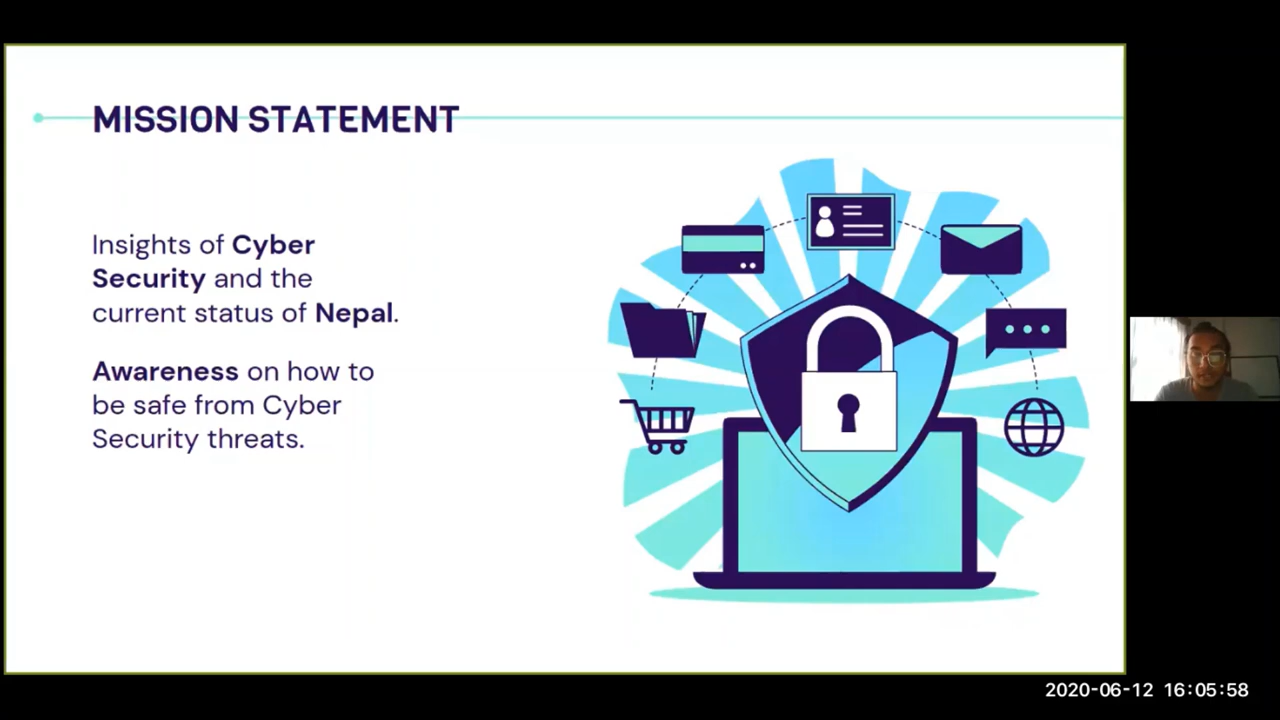 MISSION STATEMENT
Insights of Cyber
Security and the
current status of Nepal.
Awareness on how to
be safe from Cyber
Security threats.
2020-06-12 16:05:58